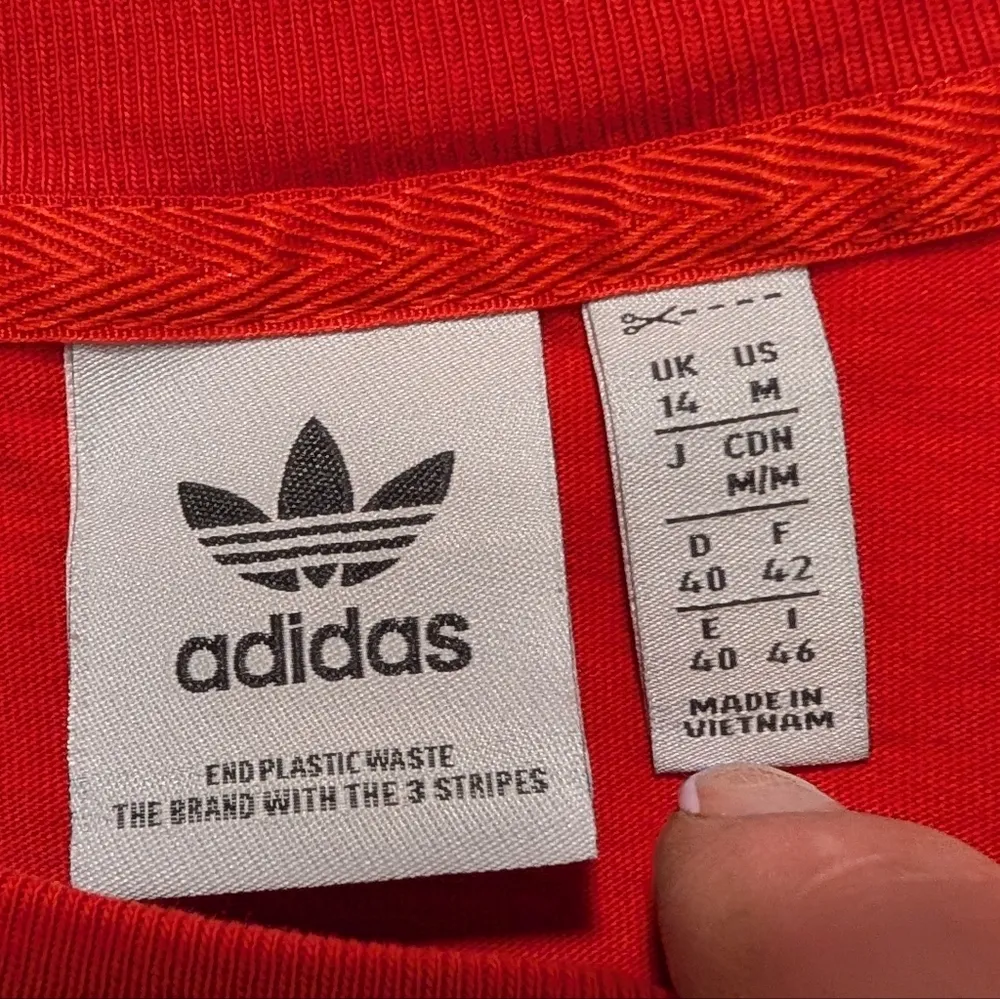 adidas
END PLASTIC WASTE
THE BRAND WITH THE 3 STRIPES
UK US
14 M
J CDN
M/M
D F
40 42
E I
40 46
MADE IN
VIETNAM